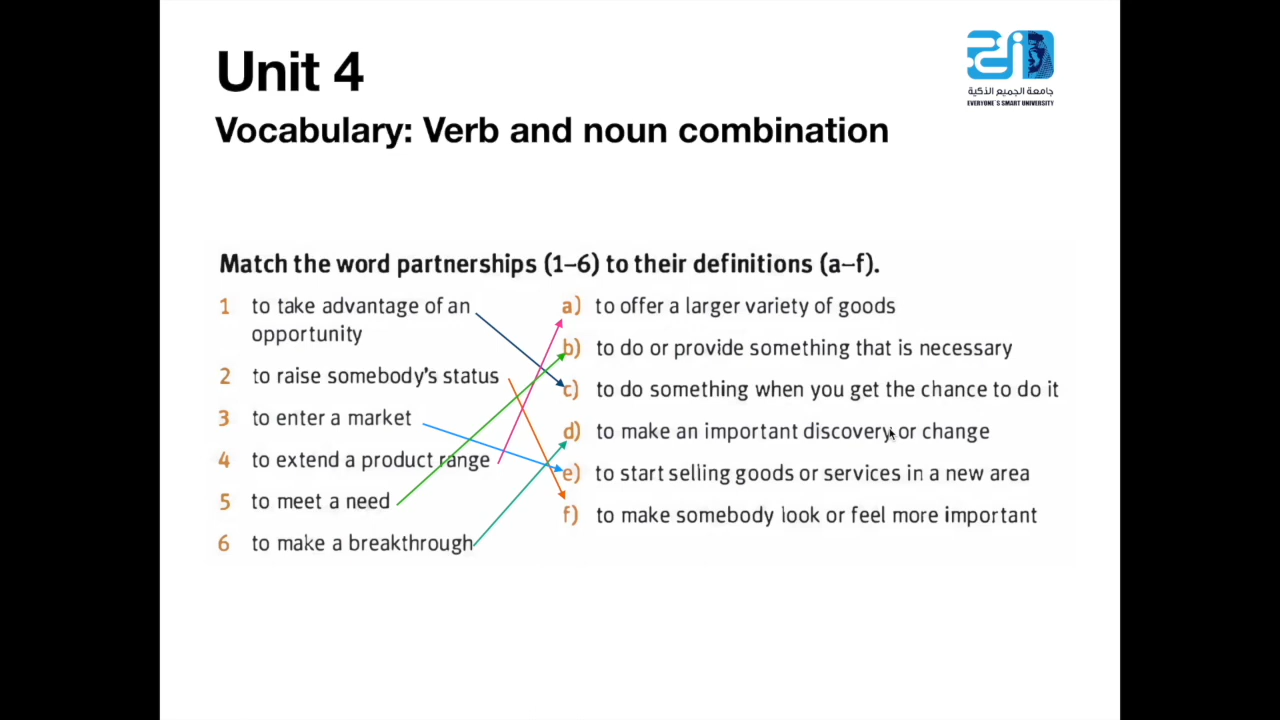 Unit 4
جامعة الجميع الذكية
EVERYONE`S SMART UNIVERSITY
Vocabulary: Verb and noun combination
Match the word partnerships (1–6) to their definitions (a–f).
1 to take advantage of an
opportunity
2 to raise somebody's status
3 to enter a market
4 to extend a product range
5 to meet a need
6 to make a breakthrough
a) to offer a larger variety of goods
b) to do or provide something that is necessary
c) to do something when you get the chance to do it
d) to make an important discovery or change
e) to start selling goods or services in a new area
f) to make somebody look or feel more important